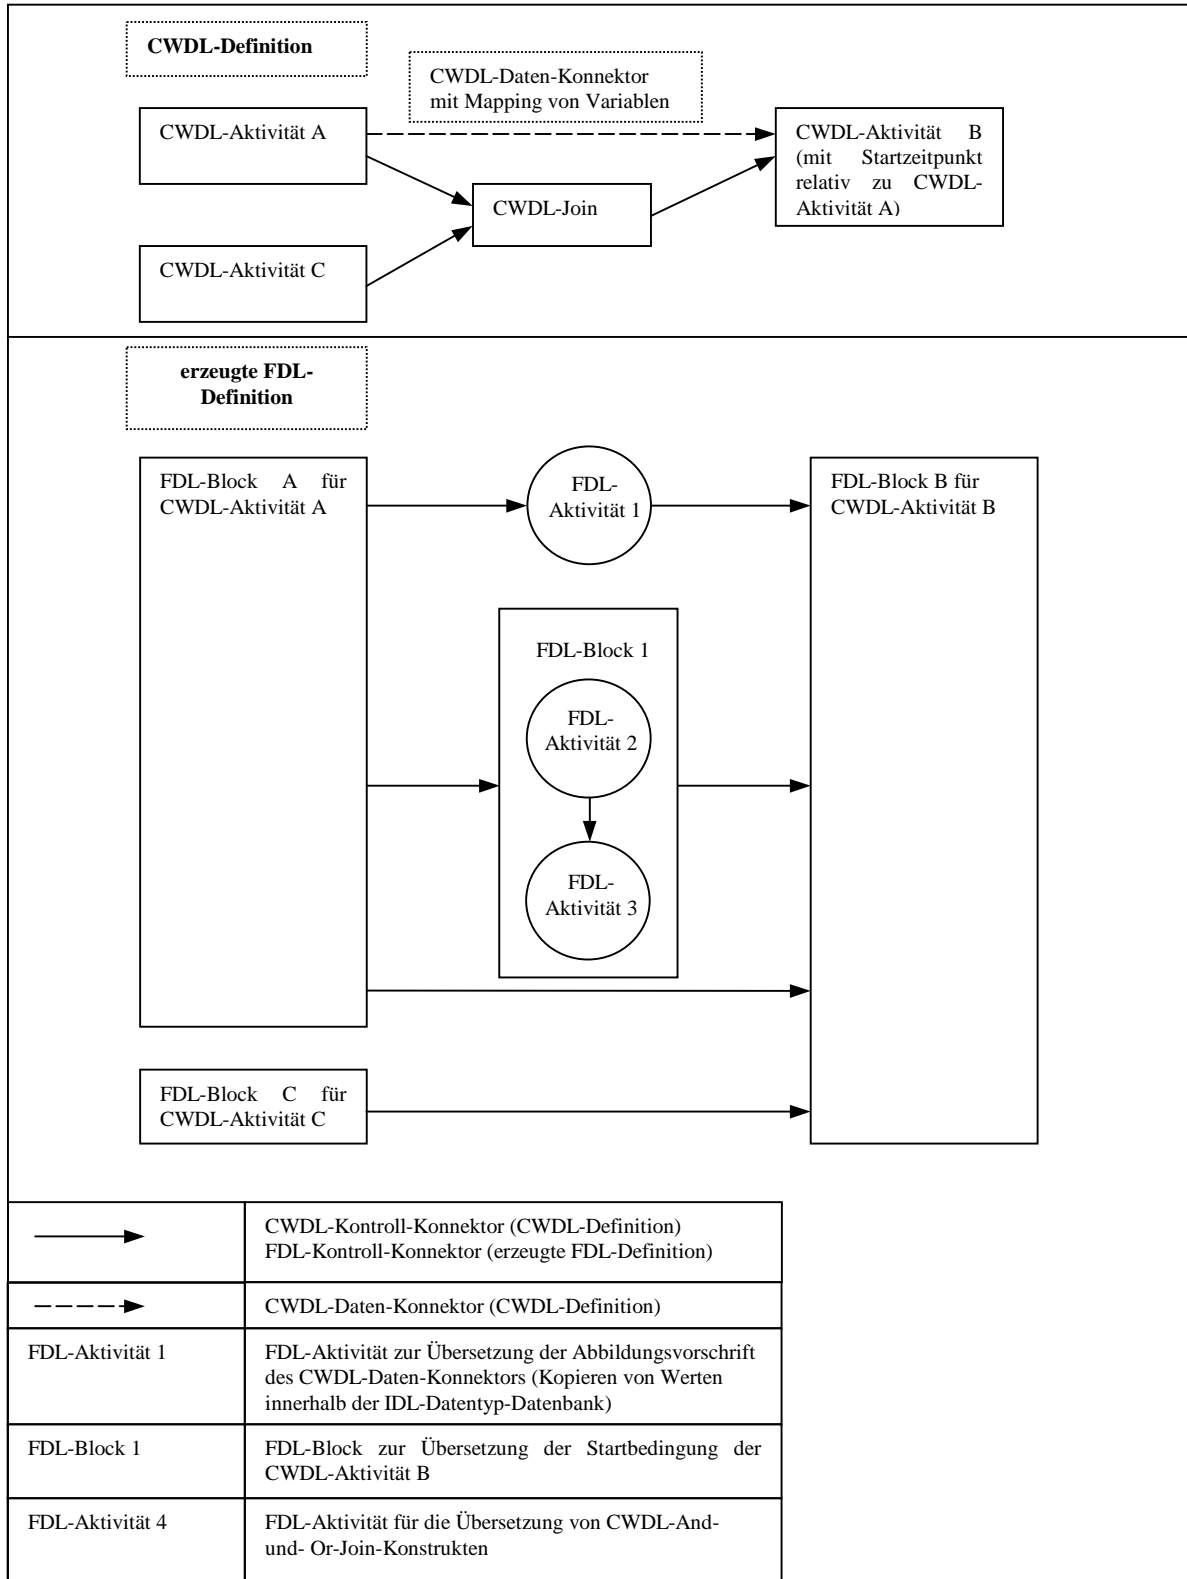 CWDL-Definition
CWDL-Daten-Konnektor
mit Mapping von Variablen
CWDL-Aktivität A
CWDL-Aktivität B
(mit Startzeitpunkt
relativ zu CWDL-
Aktivität A)
CWDL-Join
CWDL-Aktivität C
erzeugte FDL-
Definition
FDL-Block A für
CWDL-Aktivität A
FDL-
Aktivität 1
FDL-Block B für
CWDL-Aktivität B
FDL-Block 1
FDL-
Aktivität 2
FDL-
Aktivität 3
FDL-Block C für
CWDL-Aktivität C
CWDL-Kontroll-Konnektor (CWDL-Definition)
FDL-Kontroll-Konnektor (erzeugte FDL-Definition)
CWDL-Daten-Konnektor (CWDL-Definition)
FDL-Aktivität 1
FDL-Aktivität zur Übersetzung der Abbildungsvorschrift
des CWDL-Daten-Konnektors (Kopieren von Werten
innerhalb der IDL-Datentyp-Datenbank)
FDL-Block 1
FDL-Block zur Übersetzung der Startbedingung der
CWDL-Aktivität B
FDL-Aktivität 4
FDL-Aktivität für die Übersetzung von CWDL-And-
und- Or-Join-Konstrukten